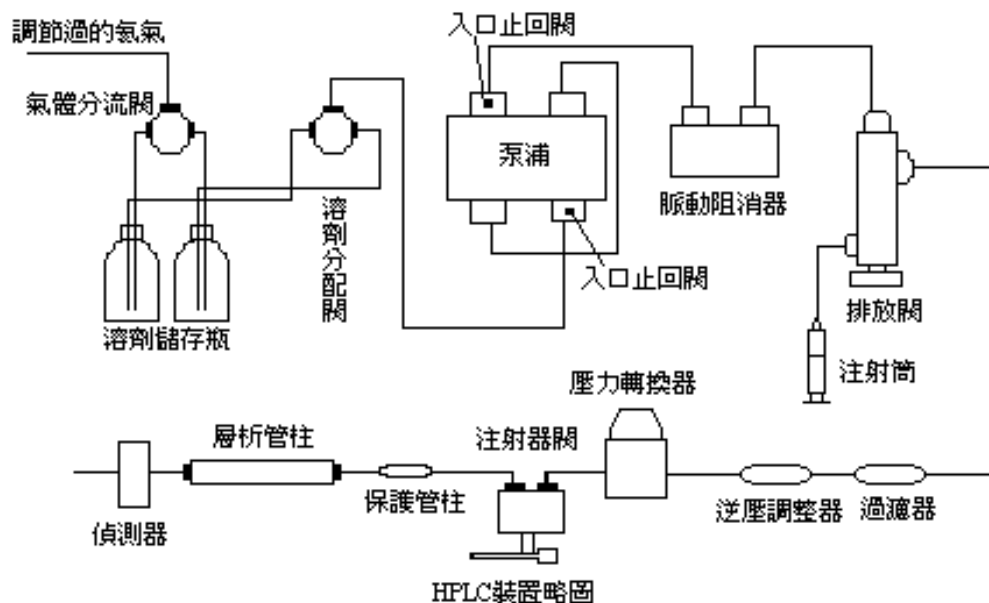 入口止回閥
調節過的氦氣
氣體分流閥
泵浦
脈動阻消器
溶劑分配閥
入口止回閥
排放閥
溶劑儲存瓶
注射筒
壓力轉換器
層析管柱
注射器閥
保護管柱
逆壓調整器
過濾器
偵測器
HPLC裝置略圖